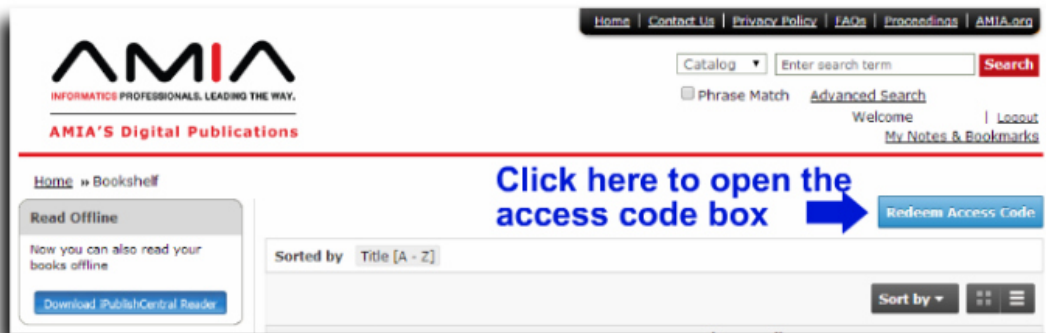 Home | Contact Us | Privacy Policy | FAQs | Proceedings | AMIA.org
AMIA
INFORMATICS PROFESSIONALS. LEADING THE WAY.
AMIA'S Digital Publications
Catalog Enter search term Search
Phrase Match Advanced Search
Welcome | Logout
My Notes & Bookmarks
Home » Bookshelf
Click here to open the
access code box
Redeem Access Code
Read Offline
Now you can also read your
books offline
Download iPublishCentral Reader
Sorted by Title [A - Z]
Sort by